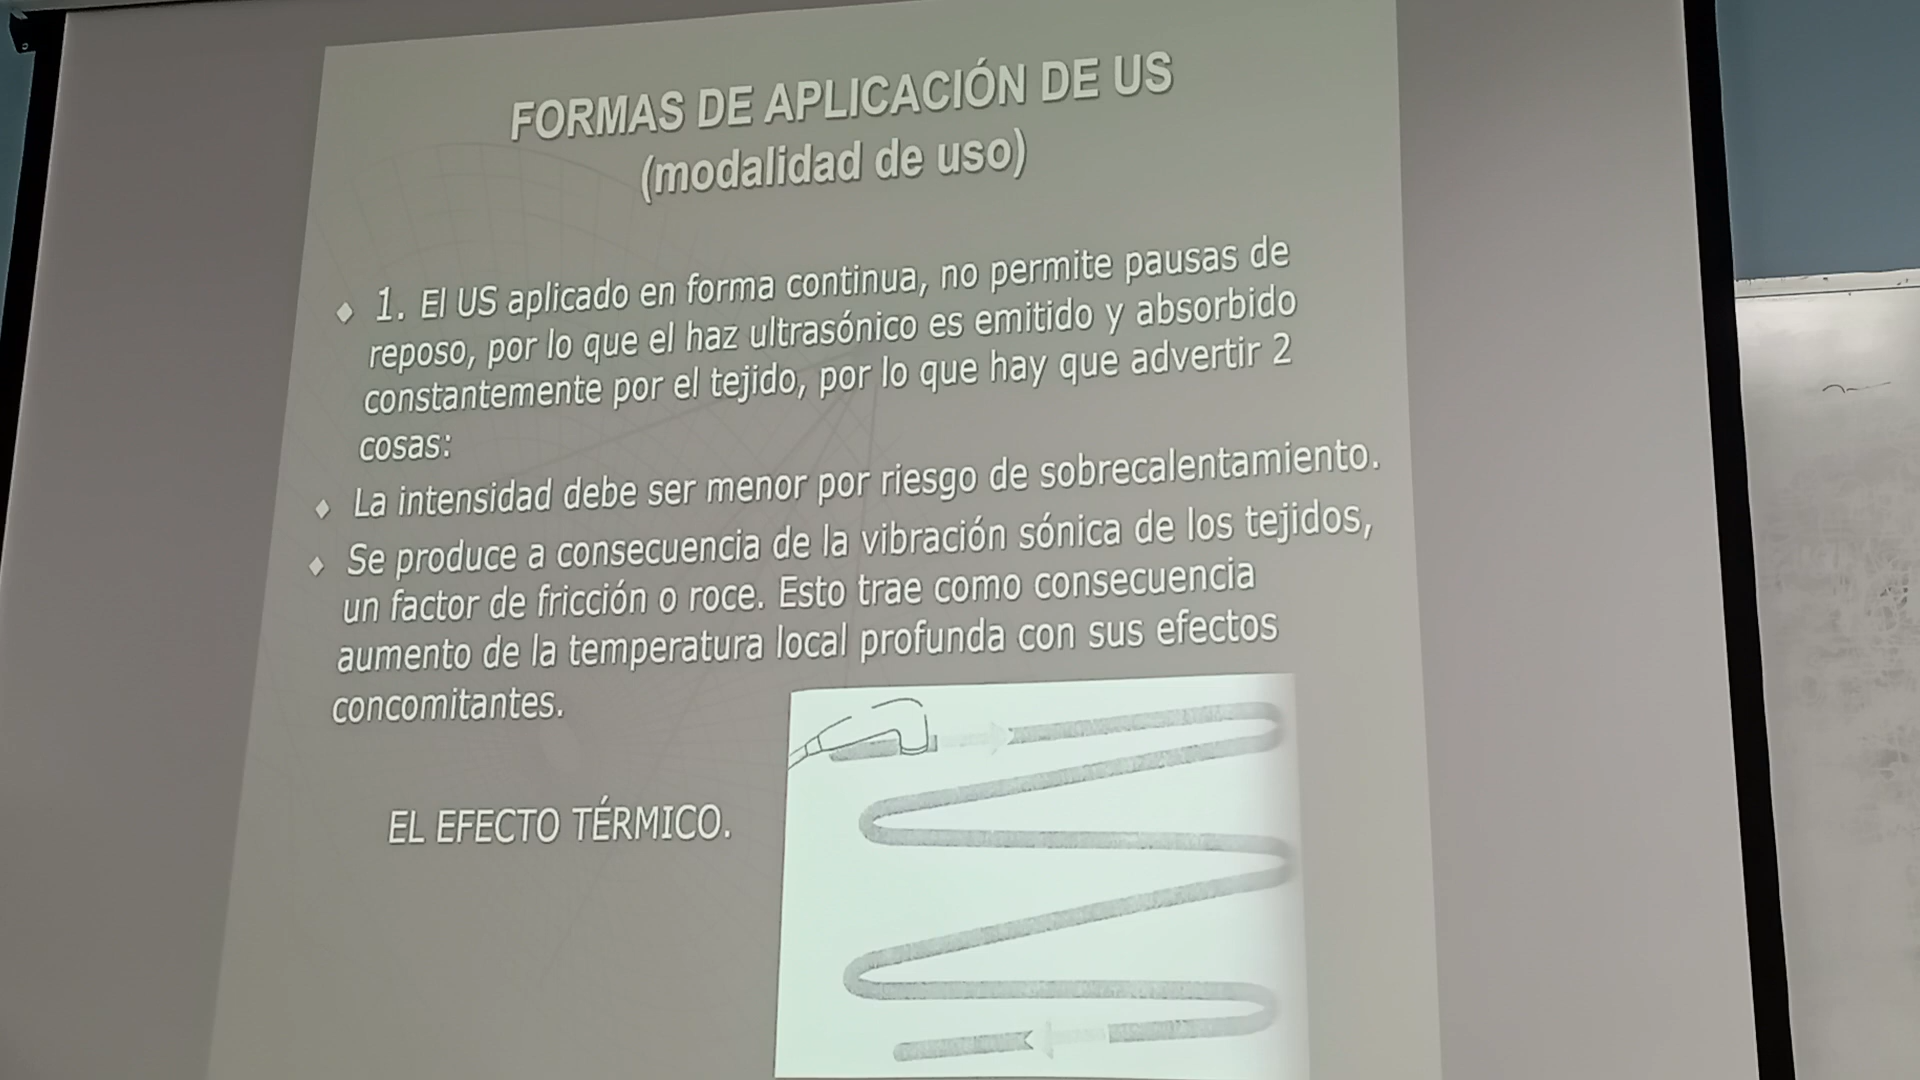 FORMAS DE APLICACIÓN DE US
(modalidad de uso)
1. El US aplicado en forma continua, no permite pausas de
reposo, por lo que el haz ultrasónico es emitido y absorbido
constantemente por el tejido, por lo que hay que advertir 2
cosas:
La intensidad debe ser menor por riesgo de sobrecalentamiento.
Se produce a consecuencia de la vibración sónica de los tejidos,
un factor de fricción o roce. Esto trae como consecuencia
aumento de la temperatura local profunda con sus efectos
concomitantes.
EL EFECTO TÉRMICO.